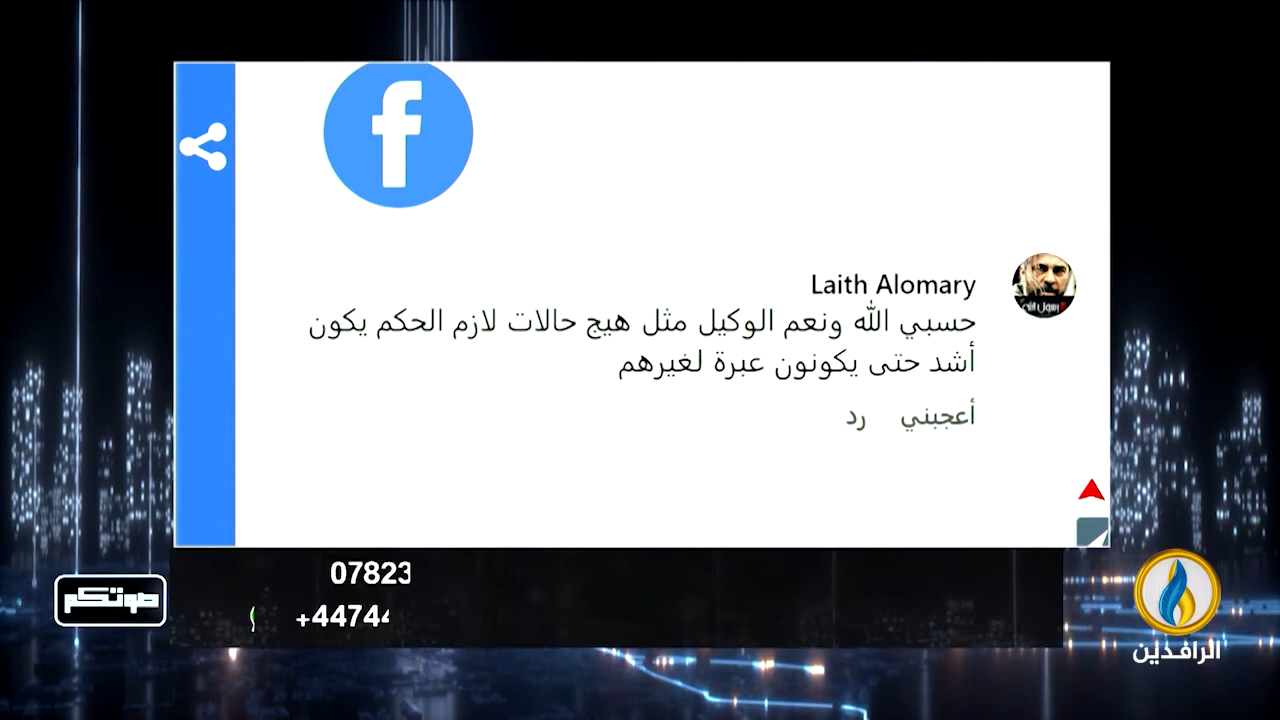 Laith Alomary
حسبي الله ونعم الوكيل مثل هيج حالات لازم الحكم يكون
أشد حتى يكونون عبرة لغيرهم
أعجبني رد
07823
+44744
صوتكم
الرافدين